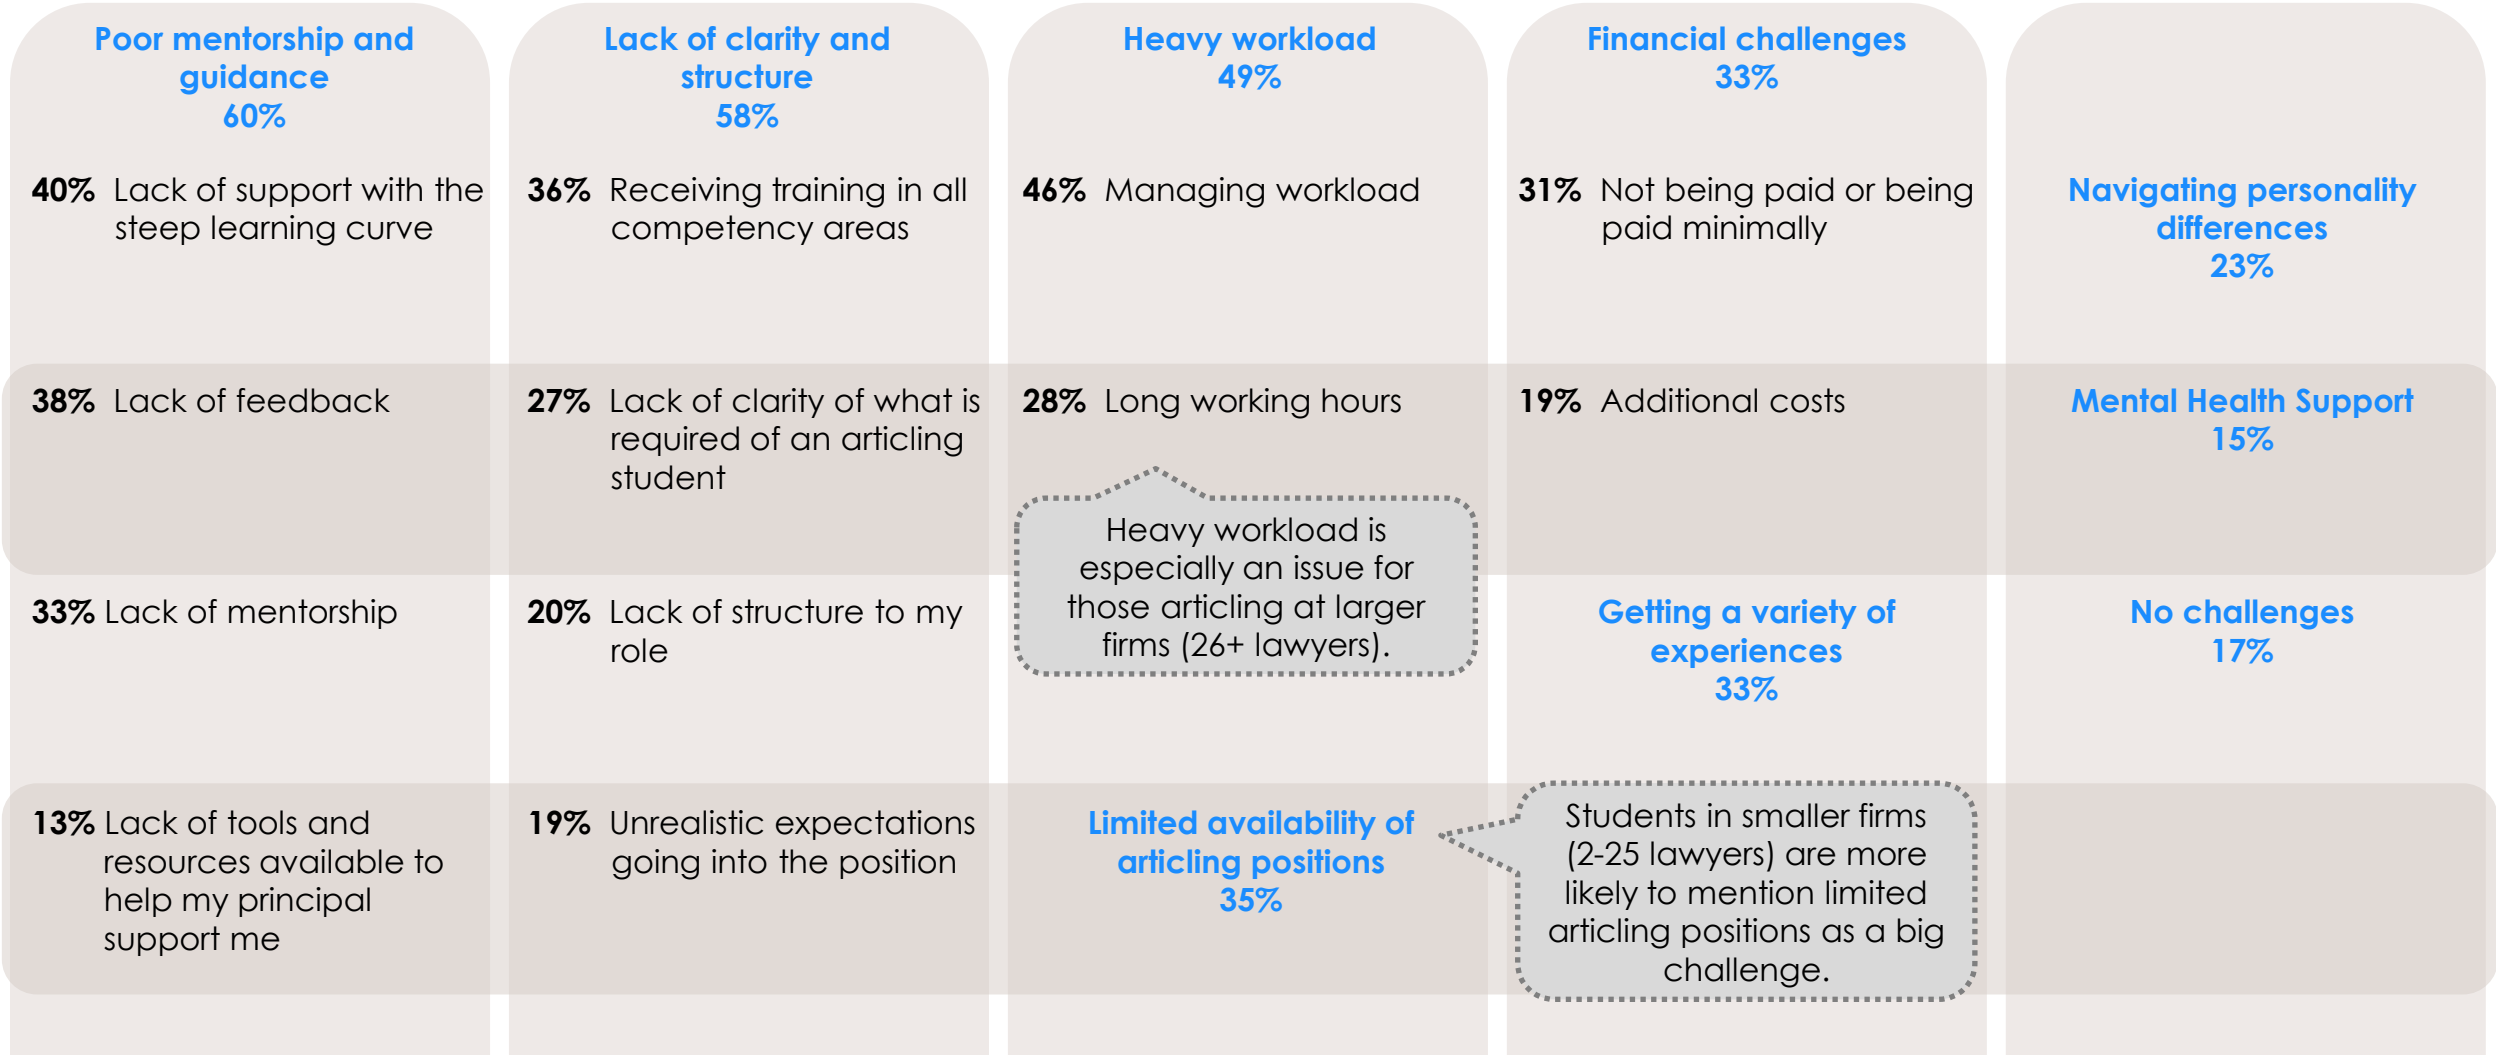 Poor mentorship and
guidance
60%
40% Lack of support with the
steep learning curve
38% Lack of feedback
33% Lack of mentorship
13% Lack of tools and
resources available to
help my principal
support me
Lack of clarity and
structure
58%
36% Receiving training in all
competency areas
27% Lack of clarity of what is
required of an articling
student
20% Lack of structure to my
role
19% Unrealistic expectations
going into the position
Heavy workload
49%
46% Managing workload
28% Long working hours
Heavy workload is
especially an issue for
those articling at larger
firms (26+ lawyers).
Limited availability of
articling positions
35%
Financial challenges
33%
31% Not being paid or being
paid minimally
19% Additional costs
Getting a variety of
experiences
33%
Students in smaller firms
(2-25 lawyers) are more
likely to mention limited
articling positions as a big
challenge.
Navigating personality
differences
23%
Mental Health Support
15%
No challenges
17%